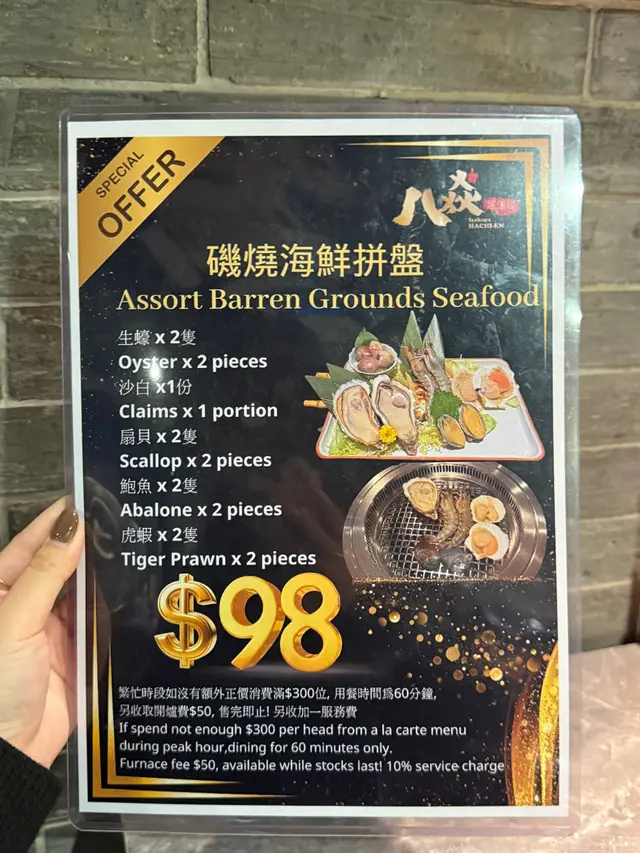 SPECIAL
OFFER
八焱
Izakaya
HACHI-EN
磯燒海鮮拼盤
Assort Barren Grounds Seafood
生蠔 x 2隻
Oyster x 2 pieces
沙白 x1份
Claims x 1 portion
扇貝 x 2隻
Scallop x 2 pieces
鮑魚 x 2隻
Abalone x 2 pieces
虎蝦 x 2隻
Tiger Prawn x 2 pieces
$98
繁忙時段如沒有額外正價消費滿$300位, 用餐時間爲60分鐘,
另收取開爐費$50, 售完即止! 另收加一服務費
If spend not enough $300 per head from a la carte menu
during peak hour,dining for 60 minutes only.
Furnace fee $50, available while stocks last! 10% service charge